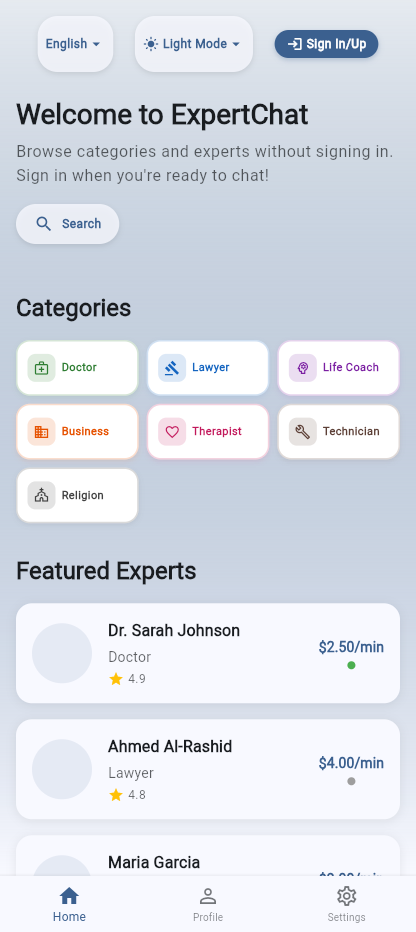 English
Light Mode
Sign In/Up
Welcome to ExpertChat
Browse categories and experts without signing in.
Sign in when you're ready to chat!
Search
Categories
Doctor
Lawyer
Life Coach
Business
Therapist
Technician
Religion
Featured Experts
Dr. Sarah Johnson
Doctor
4.9
$2.50/min
Ahmed Al-Rashid
Lawyer
4.8
$4.00/min
Maria Garcia
Home
Profile
Settings